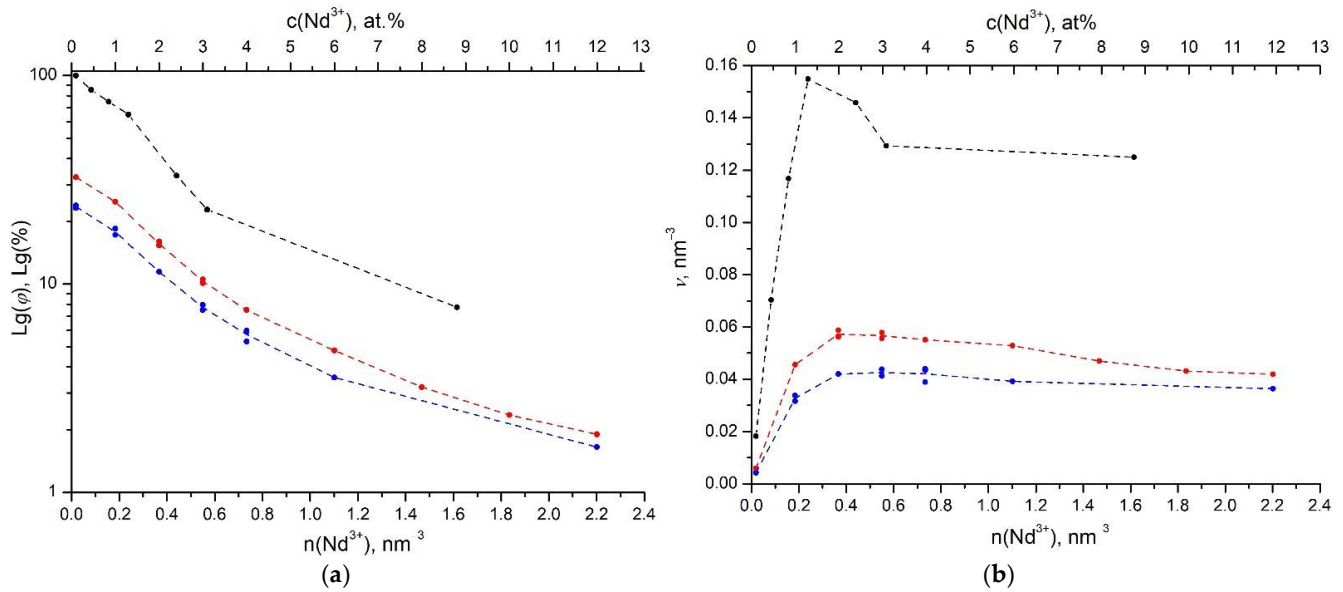 c(Nd³⁺), at.%
0 1 2 3 4 5 6 7 8 9 10 11 12 13
100
10
1
Lg(φ), Lg(%)
0.0 0.2 0.4 0.6 0.8 1.0 1.2 1.4 1.6 1.8 2.0 2.2 2.4
n(Nd³⁺), nm ³
(a)
c(Nd³⁺), at%
0 1 2 3 4 5 6 7 8 9 10 11 12 13
0.16
0.14
0.12
0.10
0.08
0.06
0.04
0.02
0.00
ν, nm⁻³
0.0 0.2 0.4 0.6 0.8 1.0 1.2 1.4 1.6 1.8 2.0 2.2 2.4
n(Nd³⁺), nm ³
(b)